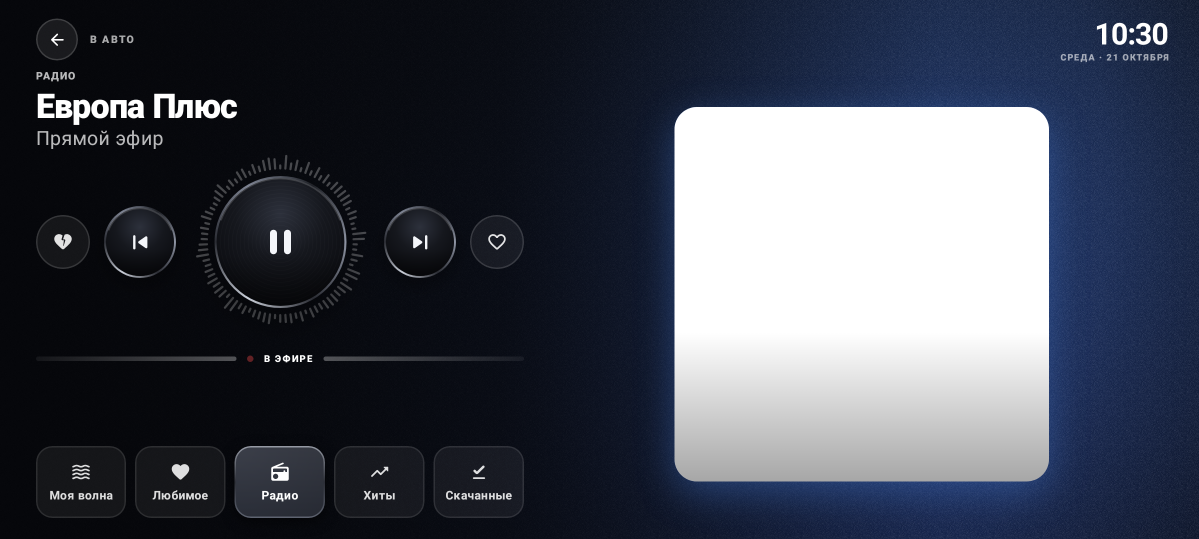 В АВТО
10:30
СРЕДА · 21 ОКТЯБРЯ
РАДИО
Европа Плюс
Прямой эфир
В ЭФИРЕ
Моя волна
Любимое
Радио
Хиты
Скачанные